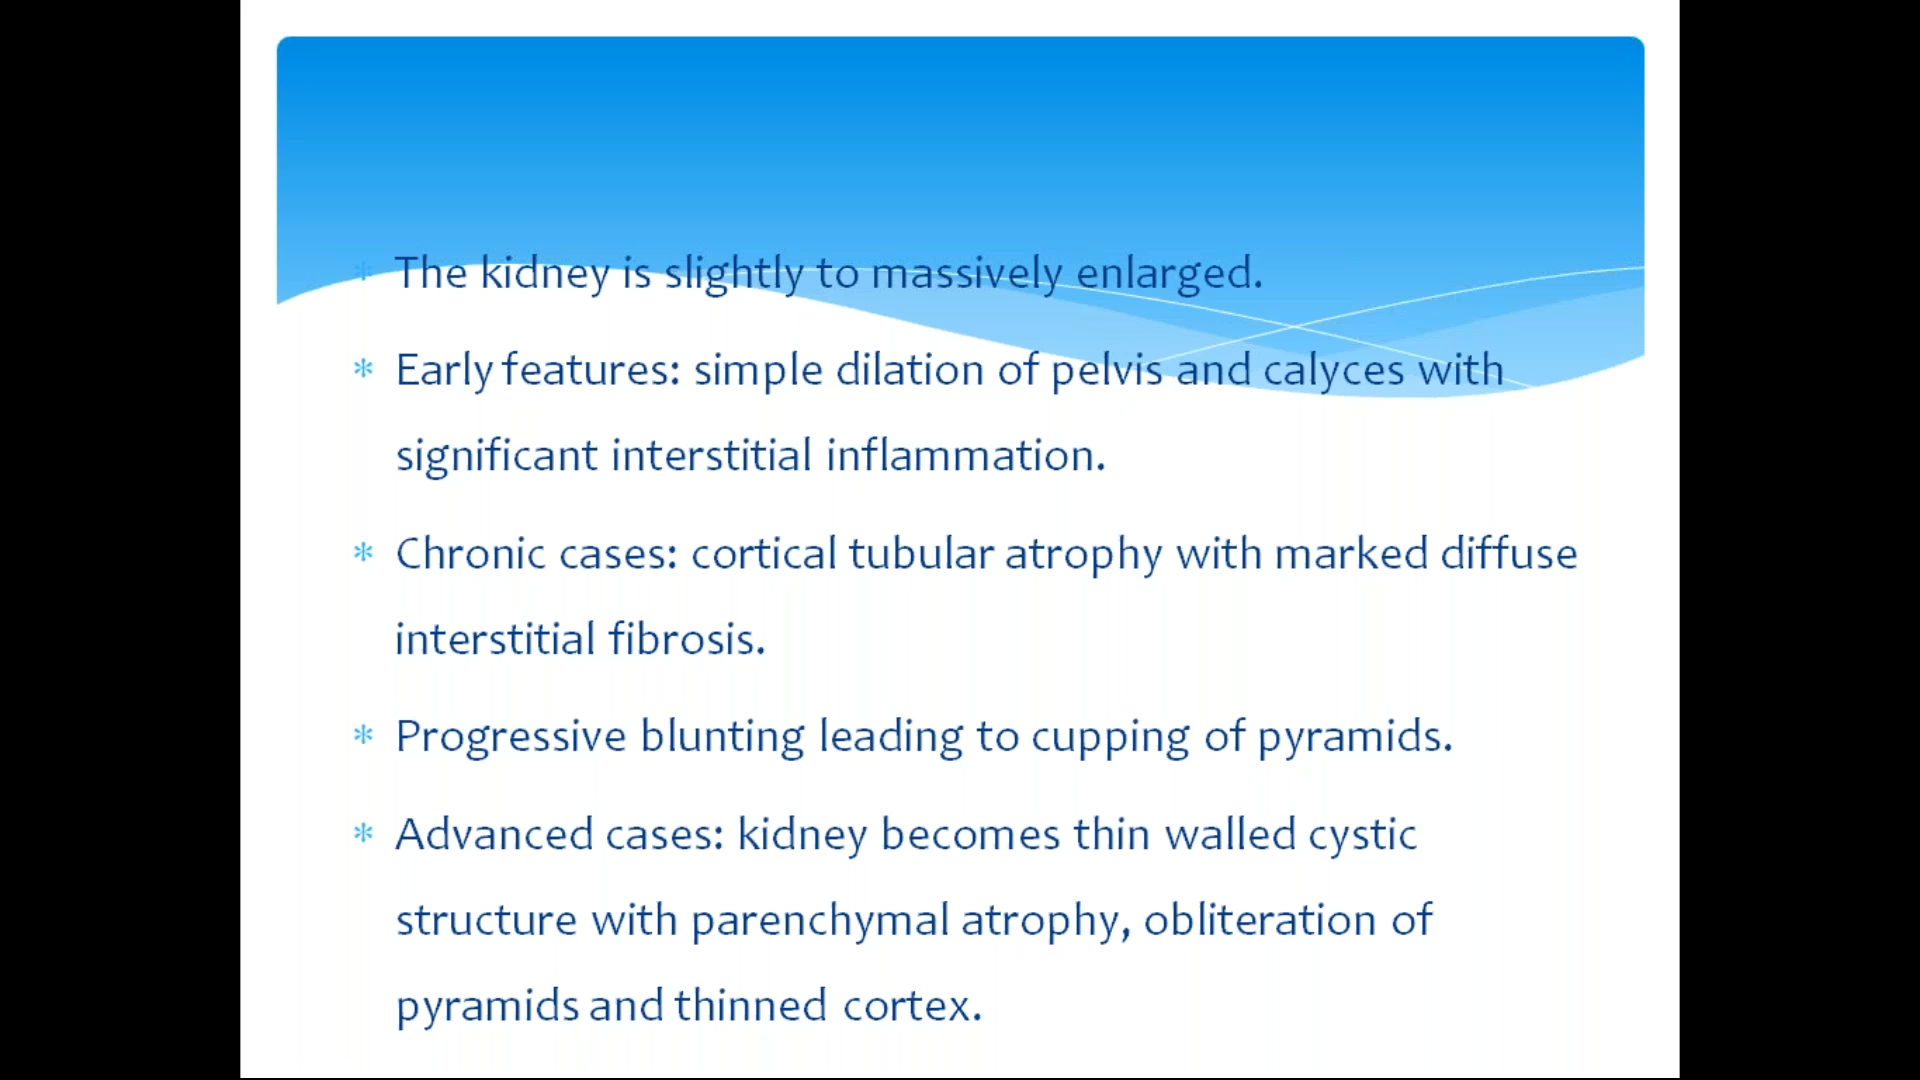 * The kidney is slightly to massively enlarged.
* Early features: simple dilation of pelvis and calyces with
significant interstitial inflammation.
* Chronic cases: cortical tubular atrophy with marked diffuse
interstitial fibrosis.
* Progressive blunting leading to cupping of pyramids.
* Advanced cases: kidney becomes thin walled cystic
structure with parenchymal atrophy, obliteration of
pyramids and thinned cortex.